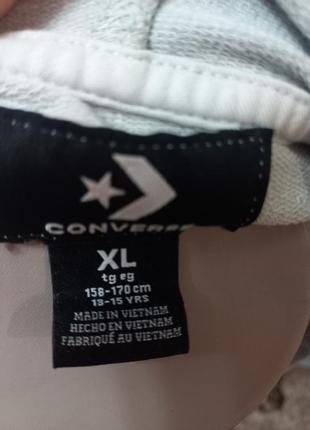 CONVERSE
XL
tg eg
158-170 cm
13-15 YRS
MADE IN VIETNAM
HECHO EN VIETNAM
FABRIQUÉ AU VIETNAM